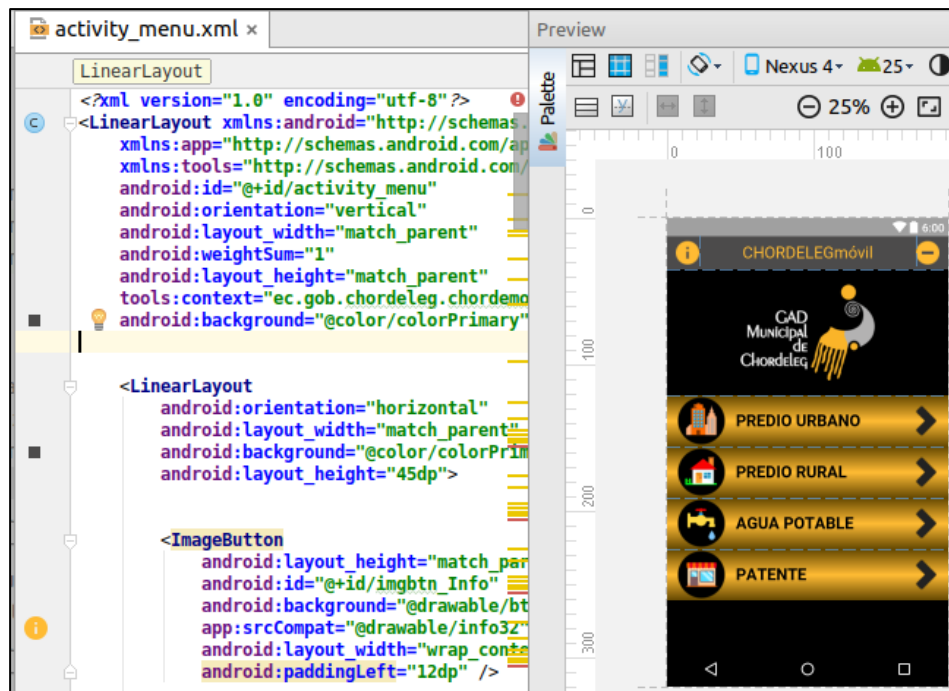 activity_menu.xml ×
LinearLayout
<?xml version="1.0" encoding="utf-8"?>
<LinearLayout xmlns:android="http://schemas.
xmlns:app="http://schemas.android.com/ap
xmlns:tools="http://schemas.android.com/
android:id="@+id/activity_menu"
android:orientation="vertical"
android:layout_width="match_parent"
android:weightSum="1"
android:layout_height="match_parent"
tools:context="ec.gob.chordeleg.chordemo
android:background="@color/colorPrimary"
<LinearLayout
android:orientation="horizontal"
android:layout_width="match_parent"
android:background="@color/colorPrim
android:layout_height="45dp">
<ImageButton
android:layout_height="match_par
android:id="@+id/imgbtn_Info"
android:background="@drawable/bt
app:srcCompat="@drawable/info32"
android:layout_width="wrap_conte
android:paddingLeft="12dp" />
Preview
Palette
Nexus 4
25
25%
0
100
0
100
200
300
6:00
CHORDELEGmóvil
GAD
Municipal
de
Chordeleg
PREDIO URBANO
PREDIO RURAL
AGUA POTABLE
PATENTE